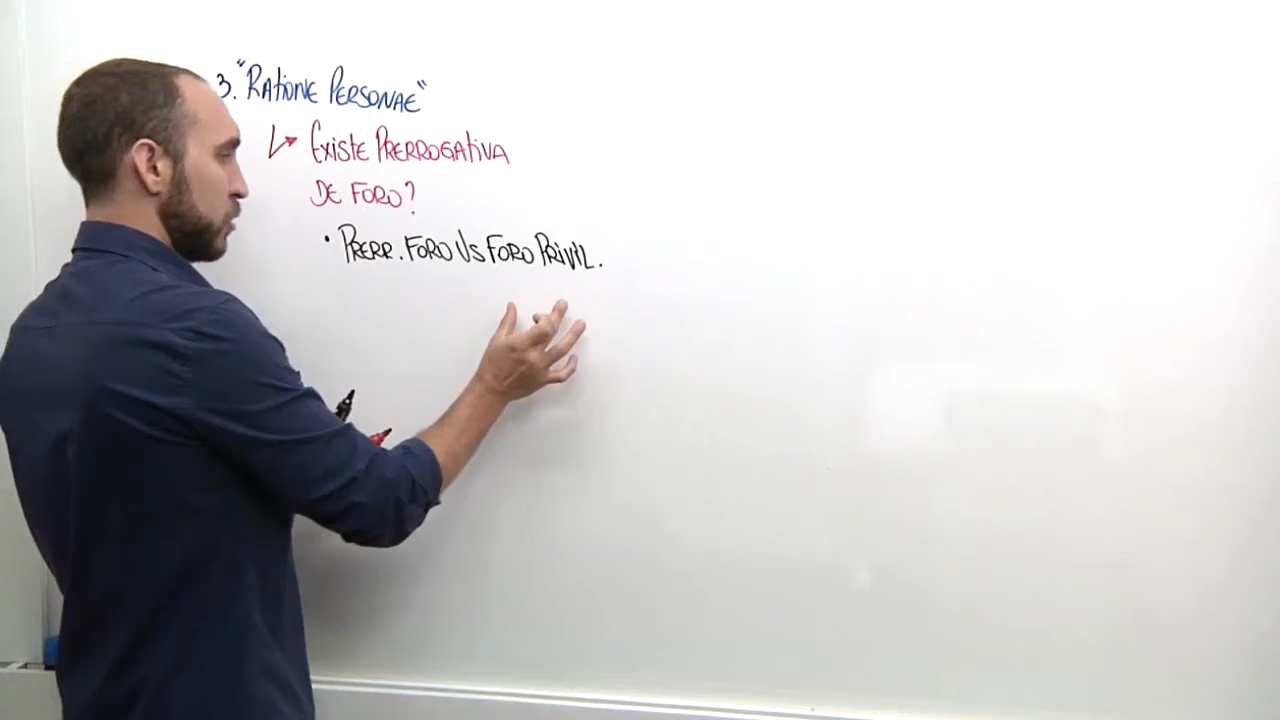 3. "RATIONE PERSONAE"
↳ EXISTE PRERROGATIVA
DE FORO?
• PRERR. FORO VS FORO PRIVIL.